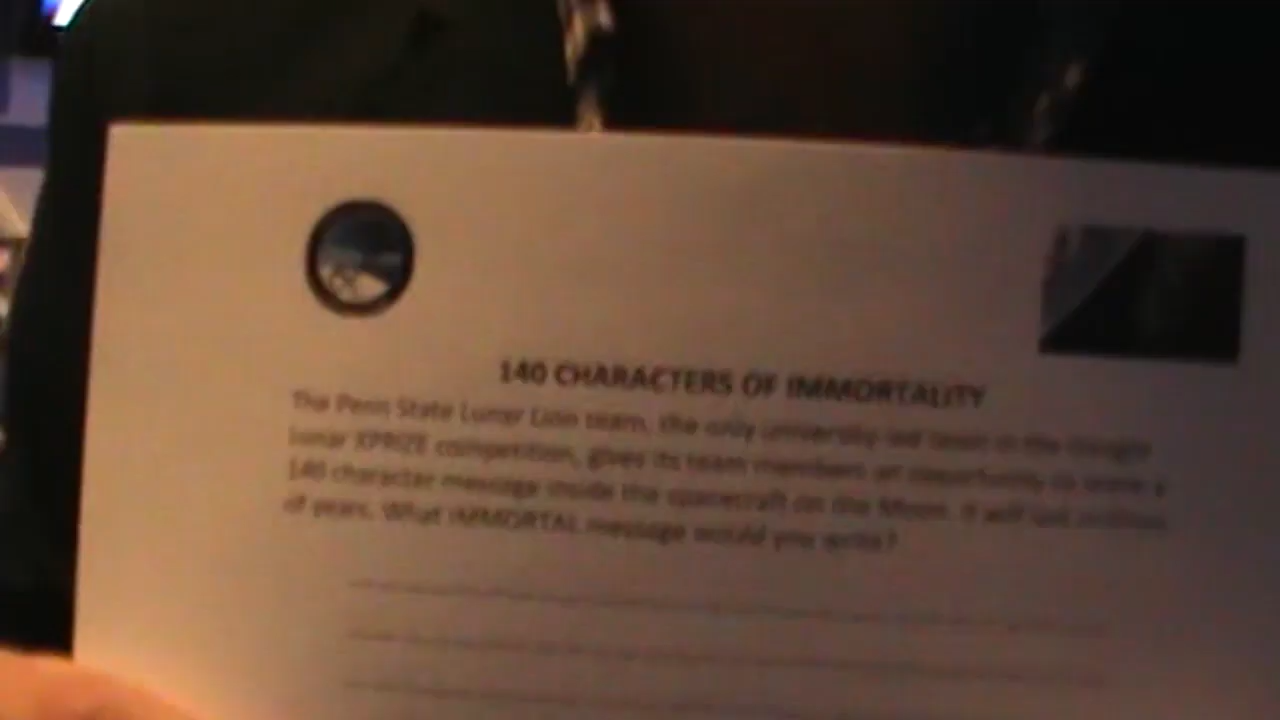 140 CHARACTERS OF IMMORTALITY
The Penn State Lunar Lion team, the only university led team in the Google
Lunar XPRIZE competition, gives its team members an opportunity to write a
140 character message inside the spacecraft on the Moon. It will last millions
of years. What IMMORTAL message would you write?